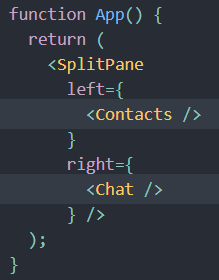 function App() {
  return (
    <SplitPane
      left={
        <Contacts />
      }
      right={
        <Chat />
      } />
  );
}